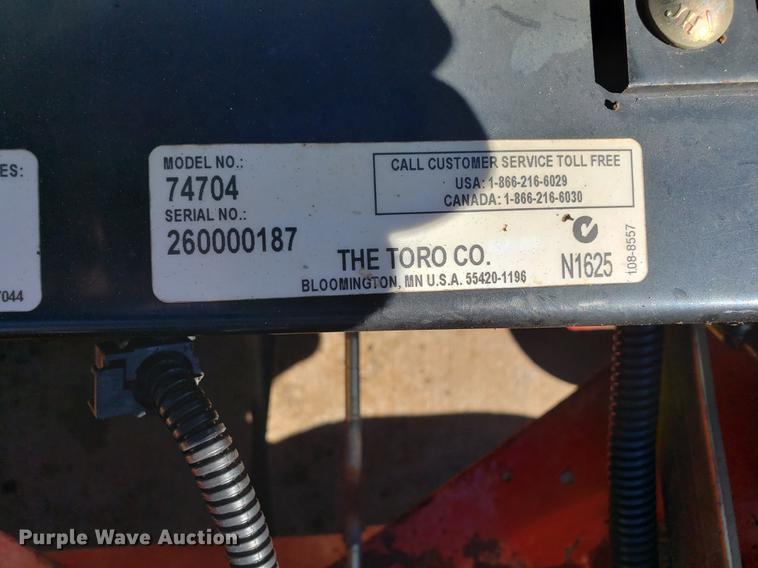 JH
ES:
7044
MODEL NO.:
74704
SERIAL NO.:
260000187
CALL CUSTOMER SERVICE TOLL FREE
USA: 1-866-216-6029
CANADA: 1-866-216-6030
THE TORO CO.
BLOOMINGTON, MN U.S.A. 55420-1196
N1625
108-8557
Purple Wave Auction